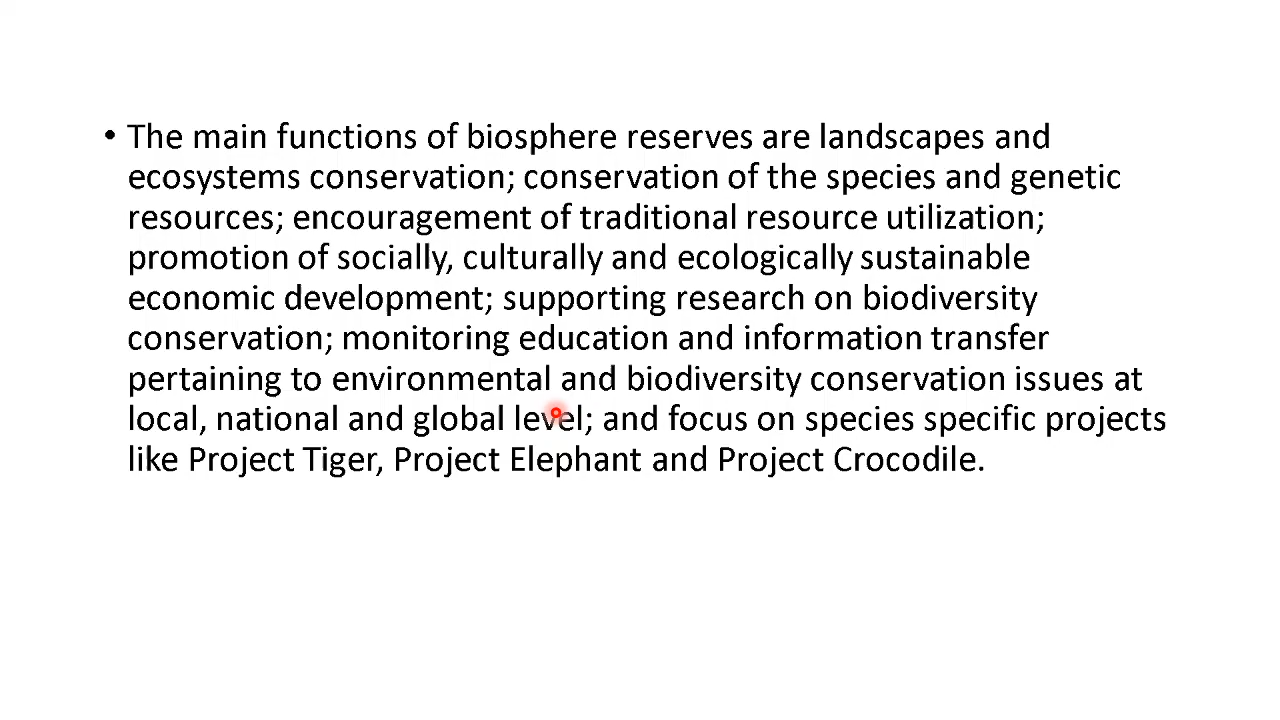 • The main functions of biosphere reserves are landscapes and
ecosystems conservation; conservation of the species and genetic
resources; encouragement of traditional resource utilization;
promotion of socially, culturally and ecologically sustainable
economic development; supporting research on biodiversity
conservation; monitoring education and information transfer
pertaining to environmental and biodiversity conservation issues at
local, national and global level; and focus on species specific projects
like Project Tiger, Project Elephant and Project Crocodile.